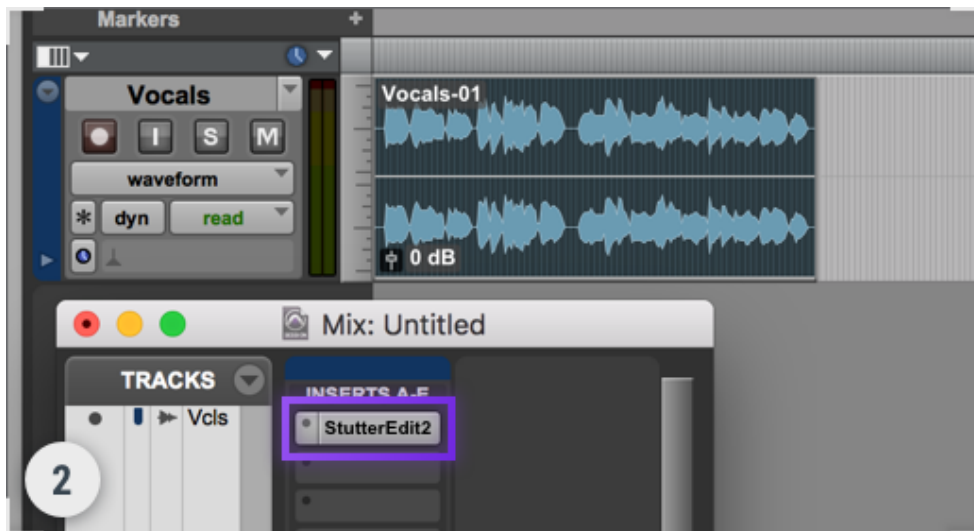 Markers
+
Vocals
I S M
waveform
* dyn read
Vocals-01
0 dB
Mix: Untitled
TRACKS
Vcls
INSERTS A-E
StutterEdit2
2